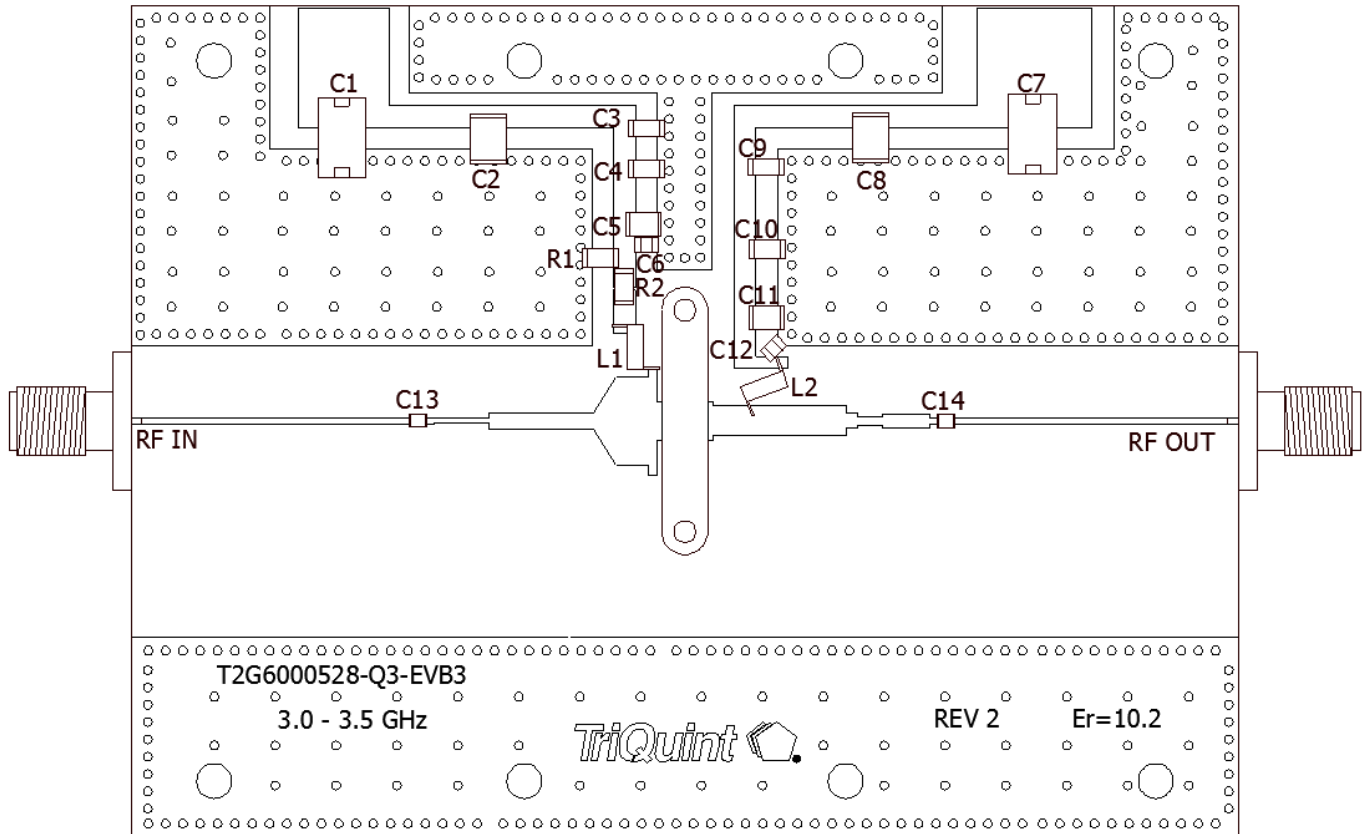 C1
C7
C3
C9
C4
C2
C8
C5
C10
R1
C6
R2
C11
C12
L1
L2
C13
C14
RF IN
RF OUT
T2G6000528-Q3-EVB3
3.0 - 3.5 GHz
REV 2
Er=10.2
TriQuint